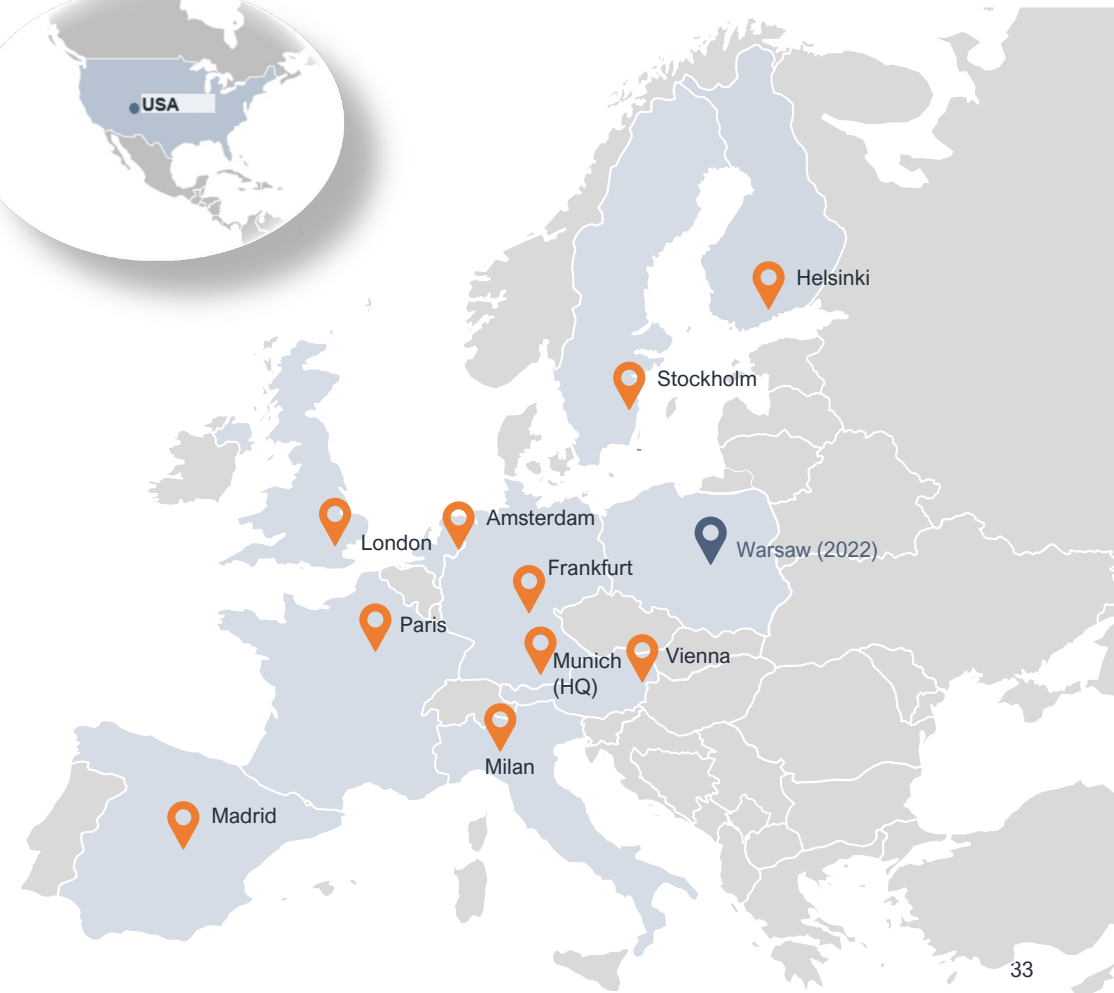 USA
Helsinki
Stockholm
Amsterdam
London
Warsaw (2022)
Frankfurt
Paris
Munich
(HQ)
Vienna
Milan
Madrid
33